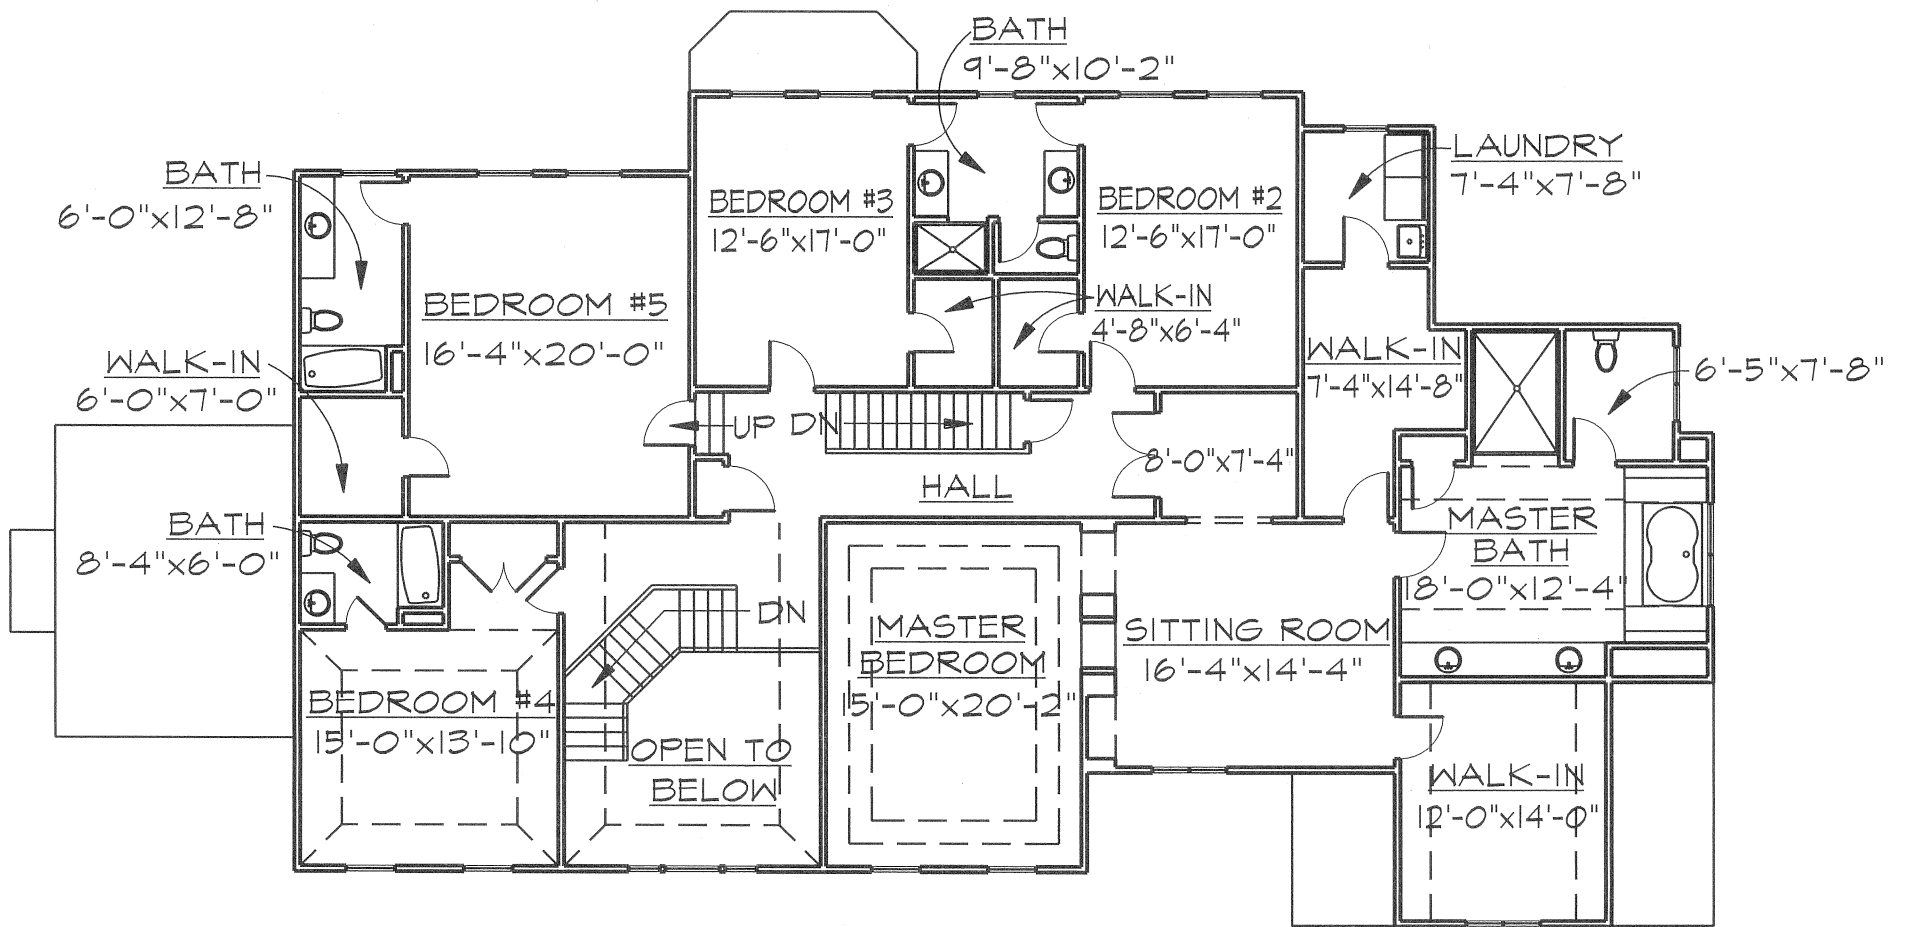 BATH
9'-8"x10'-2"
LAUNDRY
7'-4"x7'-8"
BATH
6'-0"x12'-8"
BEDROOM #3
12'-6"x17'-0"
BEDROOM #2
12'-6"x17'-0"
BEDROOM #5
16'-4"x20'-0"
WALK-IN
4'-8"x6'-4"
WALK-IN
6'-0"x7'-0"
WALK-IN
7'-4"x14'-8"
6'-5"x7'-8"
UP
DN
8'-0"x7'-4"
HALL
BATH
8'-4"x6'-0"
MASTER
BATH
18'-0"x12'-4"
DN
MASTER
BEDROOM
15'-0"x20'-2"
SITTING ROOM
16'-4"x14'-4"
BEDROOM #4
15'-0"x13'-10"
OPEN TO
BELOW
WALK-IN
12'-0"x14'-0"